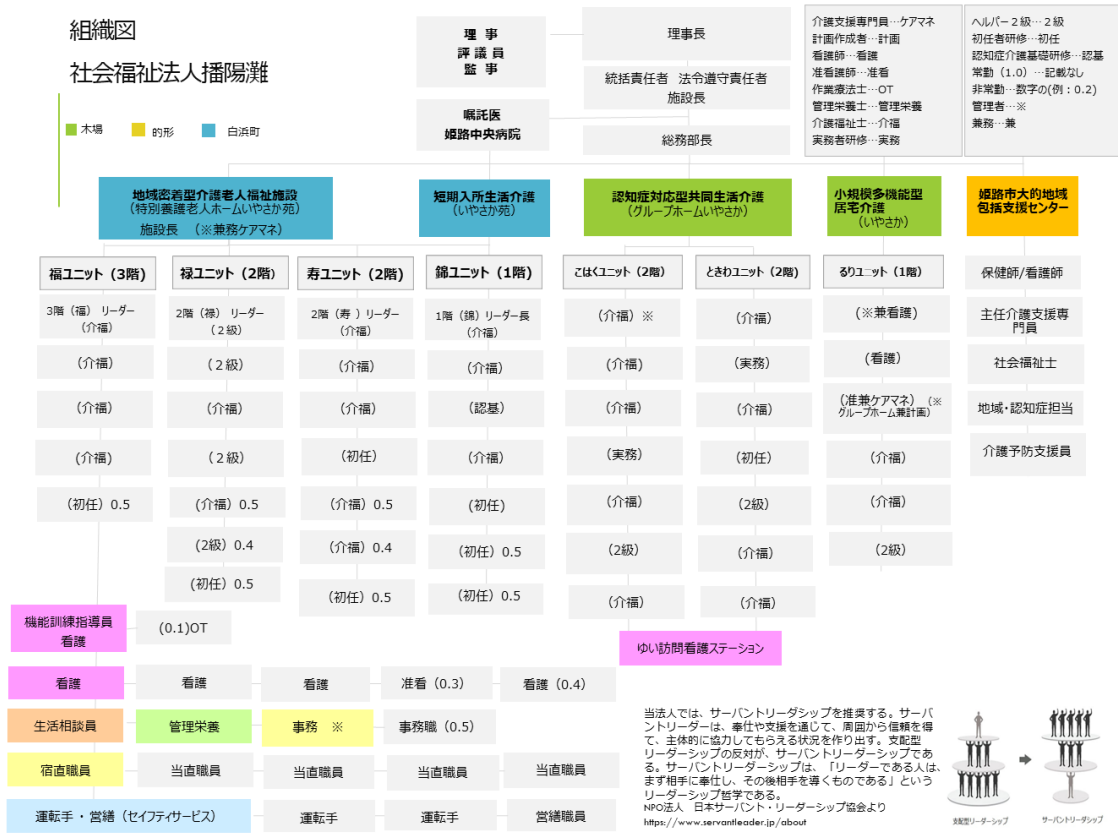 組織図
社会福祉法人播陽灘
木場
的形
白浜町
理 事
評 議 員
監 事
理事長
統括責任者 法令遵守責任者
施設長
嘱託医
姫路中央病院
総務部長
介護支援専門員…ケアマネ
計画作成者…計画
看護師…看護
准看護師…准看
作業療法士…OT
管理栄養士…管理栄養
介護福祉士…介福
実務者研修…実務
ヘルパー２級…２級
初任者研修…初任
認知症介護基礎研修…認基
常勤（1.0）…記載なし
非常勤…数字の(例：0.2)
管理者…※
兼務…兼
地域密着型介護老人福祉施設
（特別養護老人ホームいやさか苑）
施設長 （※兼務ケアマネ）
短期入所生活介護
（いやさか苑）
認知症対応型共同生活介護
（グループホームいやさか）
小規模多機能型
居宅介護
（いやさか）
姫路市大的地域
包括支援センター
福ユニット（3階）
禄ユニット（2階）
寿ユニット（2階）
錦ユニット（1階）
こはくユニット（2階）
ときわユニット（2階）
るりユニット（1階）
保健師/看護師
3階（福） リーダー
（介福）
2階（禄） リーダー
（２級）
2階（寿 ）リーダー
（介福）
1階（錦）リーダー長
（介福）
（介福）※
（介福）
（※兼看護）
主任介護支援専
門員
（介福）
（２級）
（介福）
（介福）
（介福）
（実務）
（看護）
社会福祉士
（介福）
（介福）
（介福）
（認基）
（介福）
（介福）
（准兼ケアマネ）（※
グループホーム兼計画）
地域・認知症担当
（介福）
（２級）
（初任）
（介福）
（実務）
（初任）
（介福）
介護予防支援員
（初任）0.5
（介福）0.5
（介福）0.5
（初任）
（介福）
（2級）
（介福）
（2級）0.4
（介福）0.4
（初任）0.5
（2級）
（介福）
（2級）
（初任）0.5
（初任）0.5
（初任）0.5
（介福）
（介福）
機能訓練指導員
看護
(0.1)OT
ゆい訪問看護ステーション
看護
看護
看護
准看（0.3）
看護（0.4）
生活相談員
管理栄養
事務 ※
事務職（0.5）
宿直職員
当直職員
当直職員
当直職員
当直職員
運転手・営繕（セイフティサービス）
運転手
運転手
営繕職員
当法人では、サーバントリーダシップを推奨する。サーバ
ントリーダーは、奉仕や支援を通じて、周囲から信頼を得
て、主体的に協力してもらえる状況を作り出す。支配型
リーダーシップの反対が、サーバントリーダーシップであ
る。サーバントリーダーシップは、「リーダーである人は、
まず相手に奉仕し、その後相手を導くものである」という
リーダーシップ哲学である。
NPO法人 日本サーバント・リーダーシップ協会より
https://www.servantleader.jp/about
支配型リーダーシップ
サーバントリーダシップ